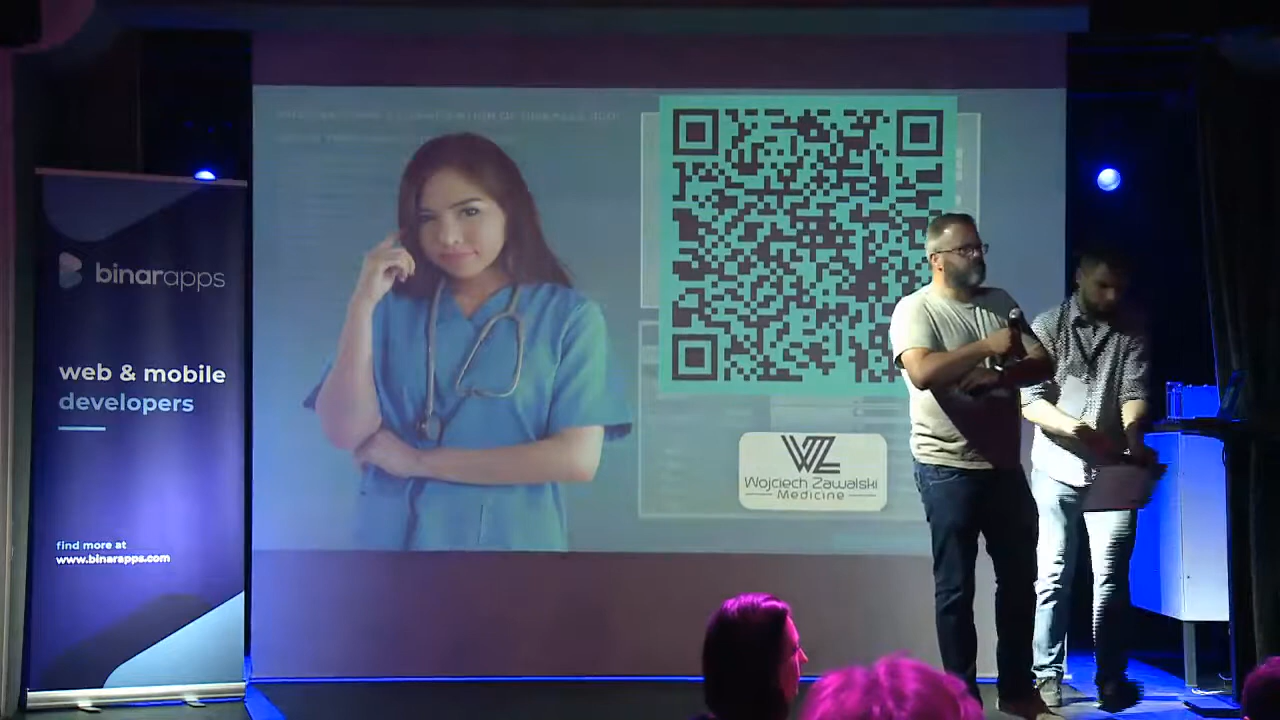 binarapps
web & mobile
developers
find more at
www.binarapps.com
WZ
Wojciech Zawalski
Medicine